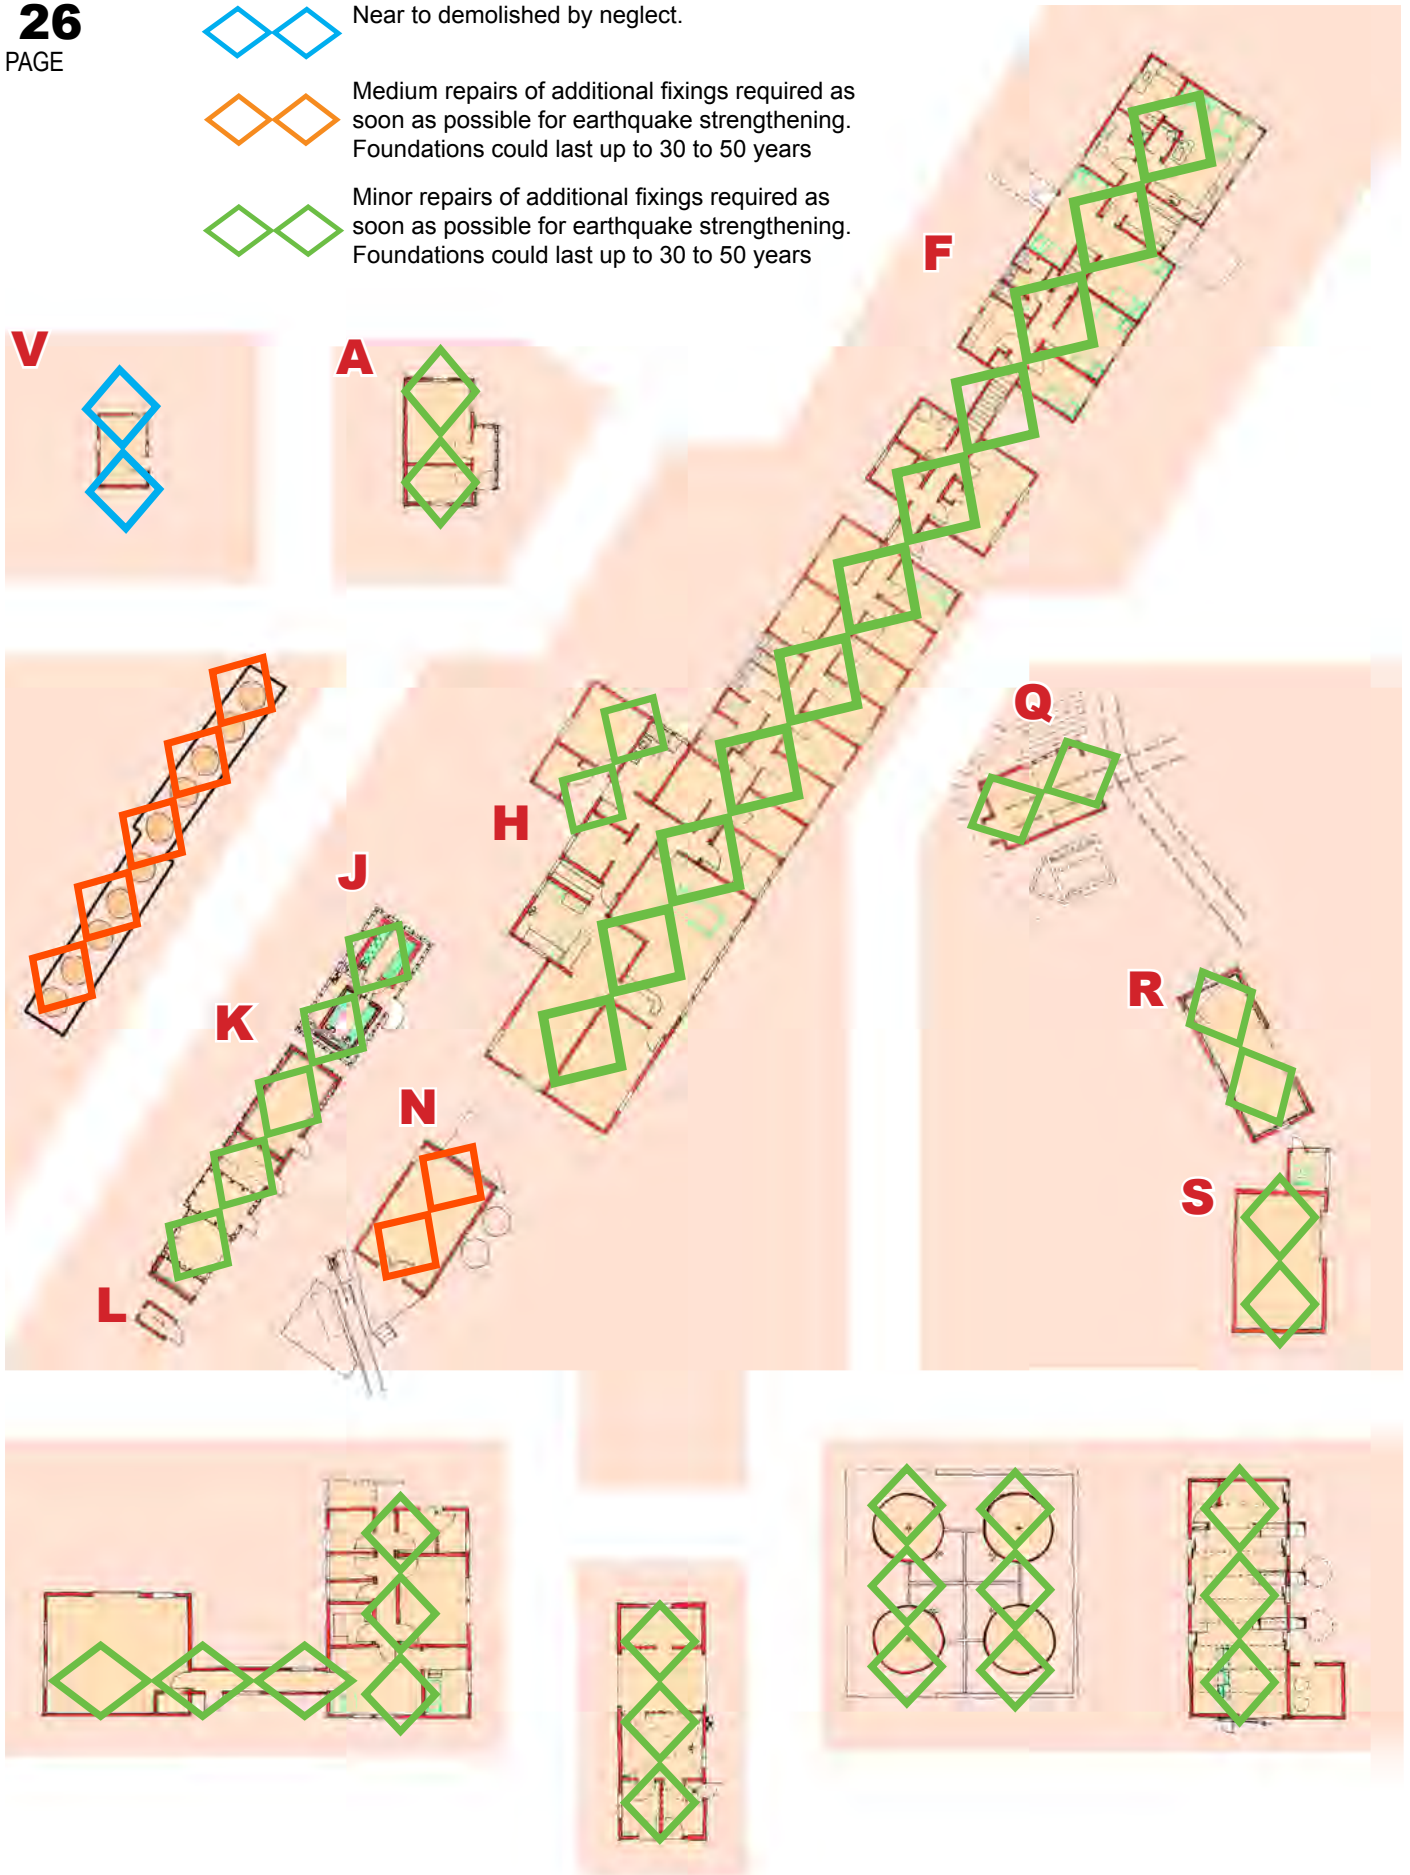 26
PAGE
Near to demolished by neglect.
Medium repairs of additional fixings required as
soon as possible for earthquake strengthening.
Foundations could last up to 30 to 50 years
Minor repairs of additional fixings required as
soon as possible for earthquake strengthening.
Foundations could last up to 30 to 50 years
F
V
A
Q
H
J
R
K
N
S
L